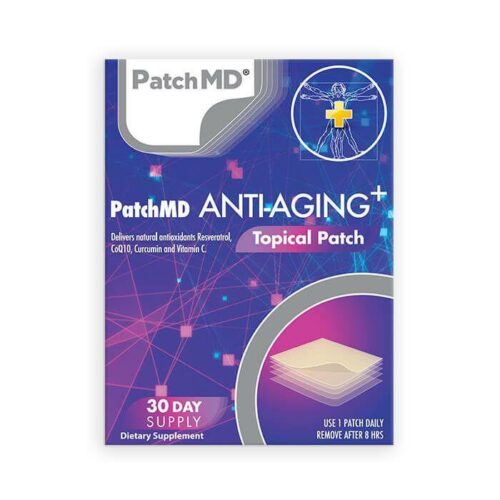 PatchMD®
PatchMD ANTI-AGING+
Topical Patch
Delivers natural antioxidants Resveratrol,
CoQ10, Curcumin and Vitamin C.
30 DAY
SUPPLY
Dietary Supplement
USE 1 PATCH DAILY
REMOVE AFTER 8 HRS